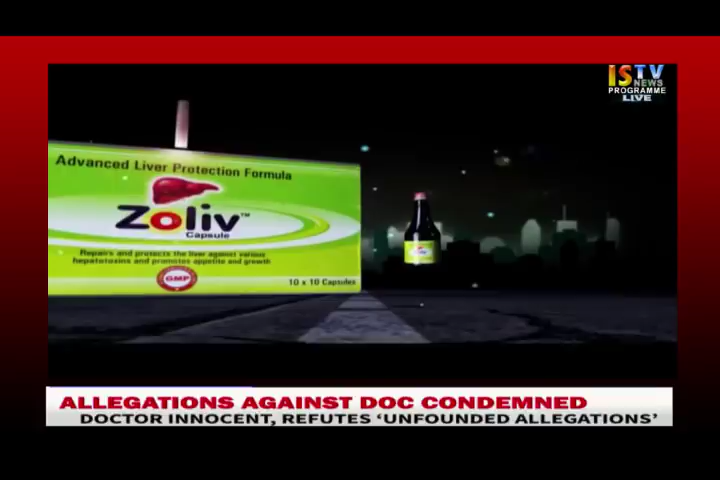 ISTV
NEWS
PROGRAMME
LIVE
Advanced Liver Protection Formula
Zoliv™
Capsule
Repairs and protects the liver against various
hepatotoxins and promotes appetite and growth
GMP
10 x 10 Capsules
Zoliv
ALLEGATIONS AGAINST DOC CONDEMNED
DOCTOR INNOCENT, REFUTES ‘UNFOUNDED ALLEGATIONS’